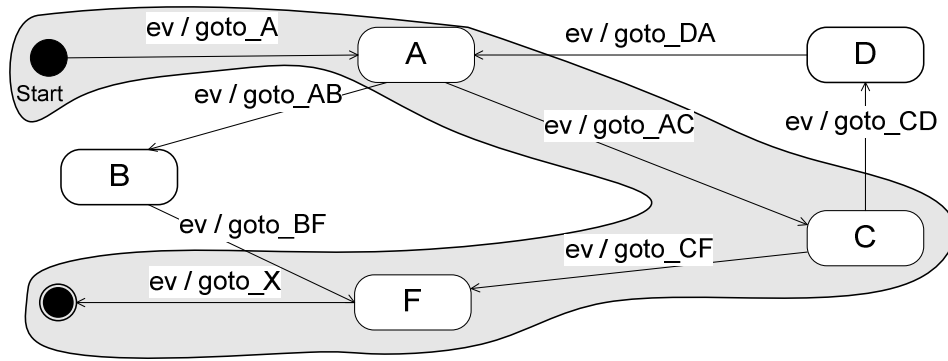 ev / goto_A
A
ev / goto_DA
D
Start
ev / goto_AB
ev / goto_AC
ev / goto_CD
B
ev / goto_BF
C
ev / goto_CF
ev / goto_X
F